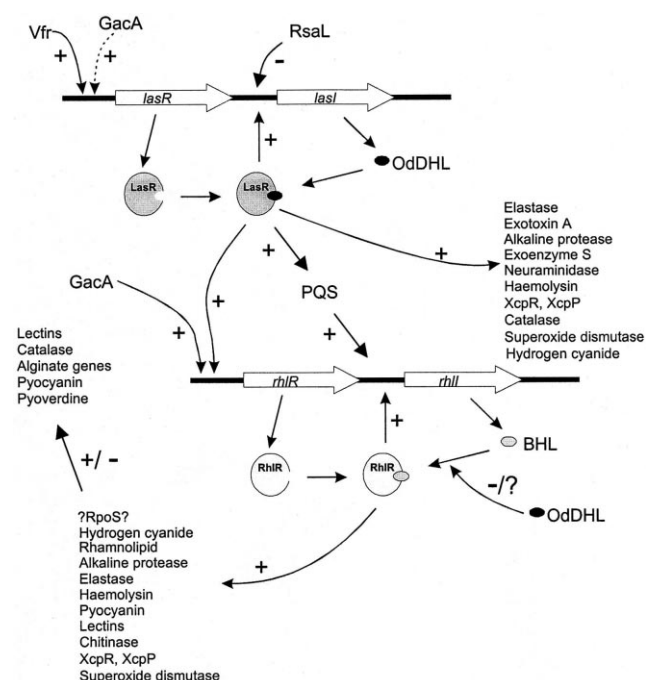 Vfr
GacA
RsaL
+
+
-
lasR
lasI
+
OdDHL
LasR
LasR
+
+
Elastase
Exotoxin A
Alkaline protease
Exoenzyme S
Neuraminidase
Haemolysin
XcpR, XcpP
Catalase
Superoxide dismutase
Hydrogen cyanide
GacA
PQS
+
+
+
Lectins
Catalase
Alginate genes
Pyocyanin
Pyoverdine
rhlR
rhlI
+
+/ -
RhlR
RhlR
BHL
-/?
OdDHL
?RpoS?
Hydrogen cyanide
Rhamnolipid
Alkaline protease
Elastase
Haemolysin
Pyocyanin
Lectins
Chitinase
XcpR, XcpP
Superoxide dismutase
+